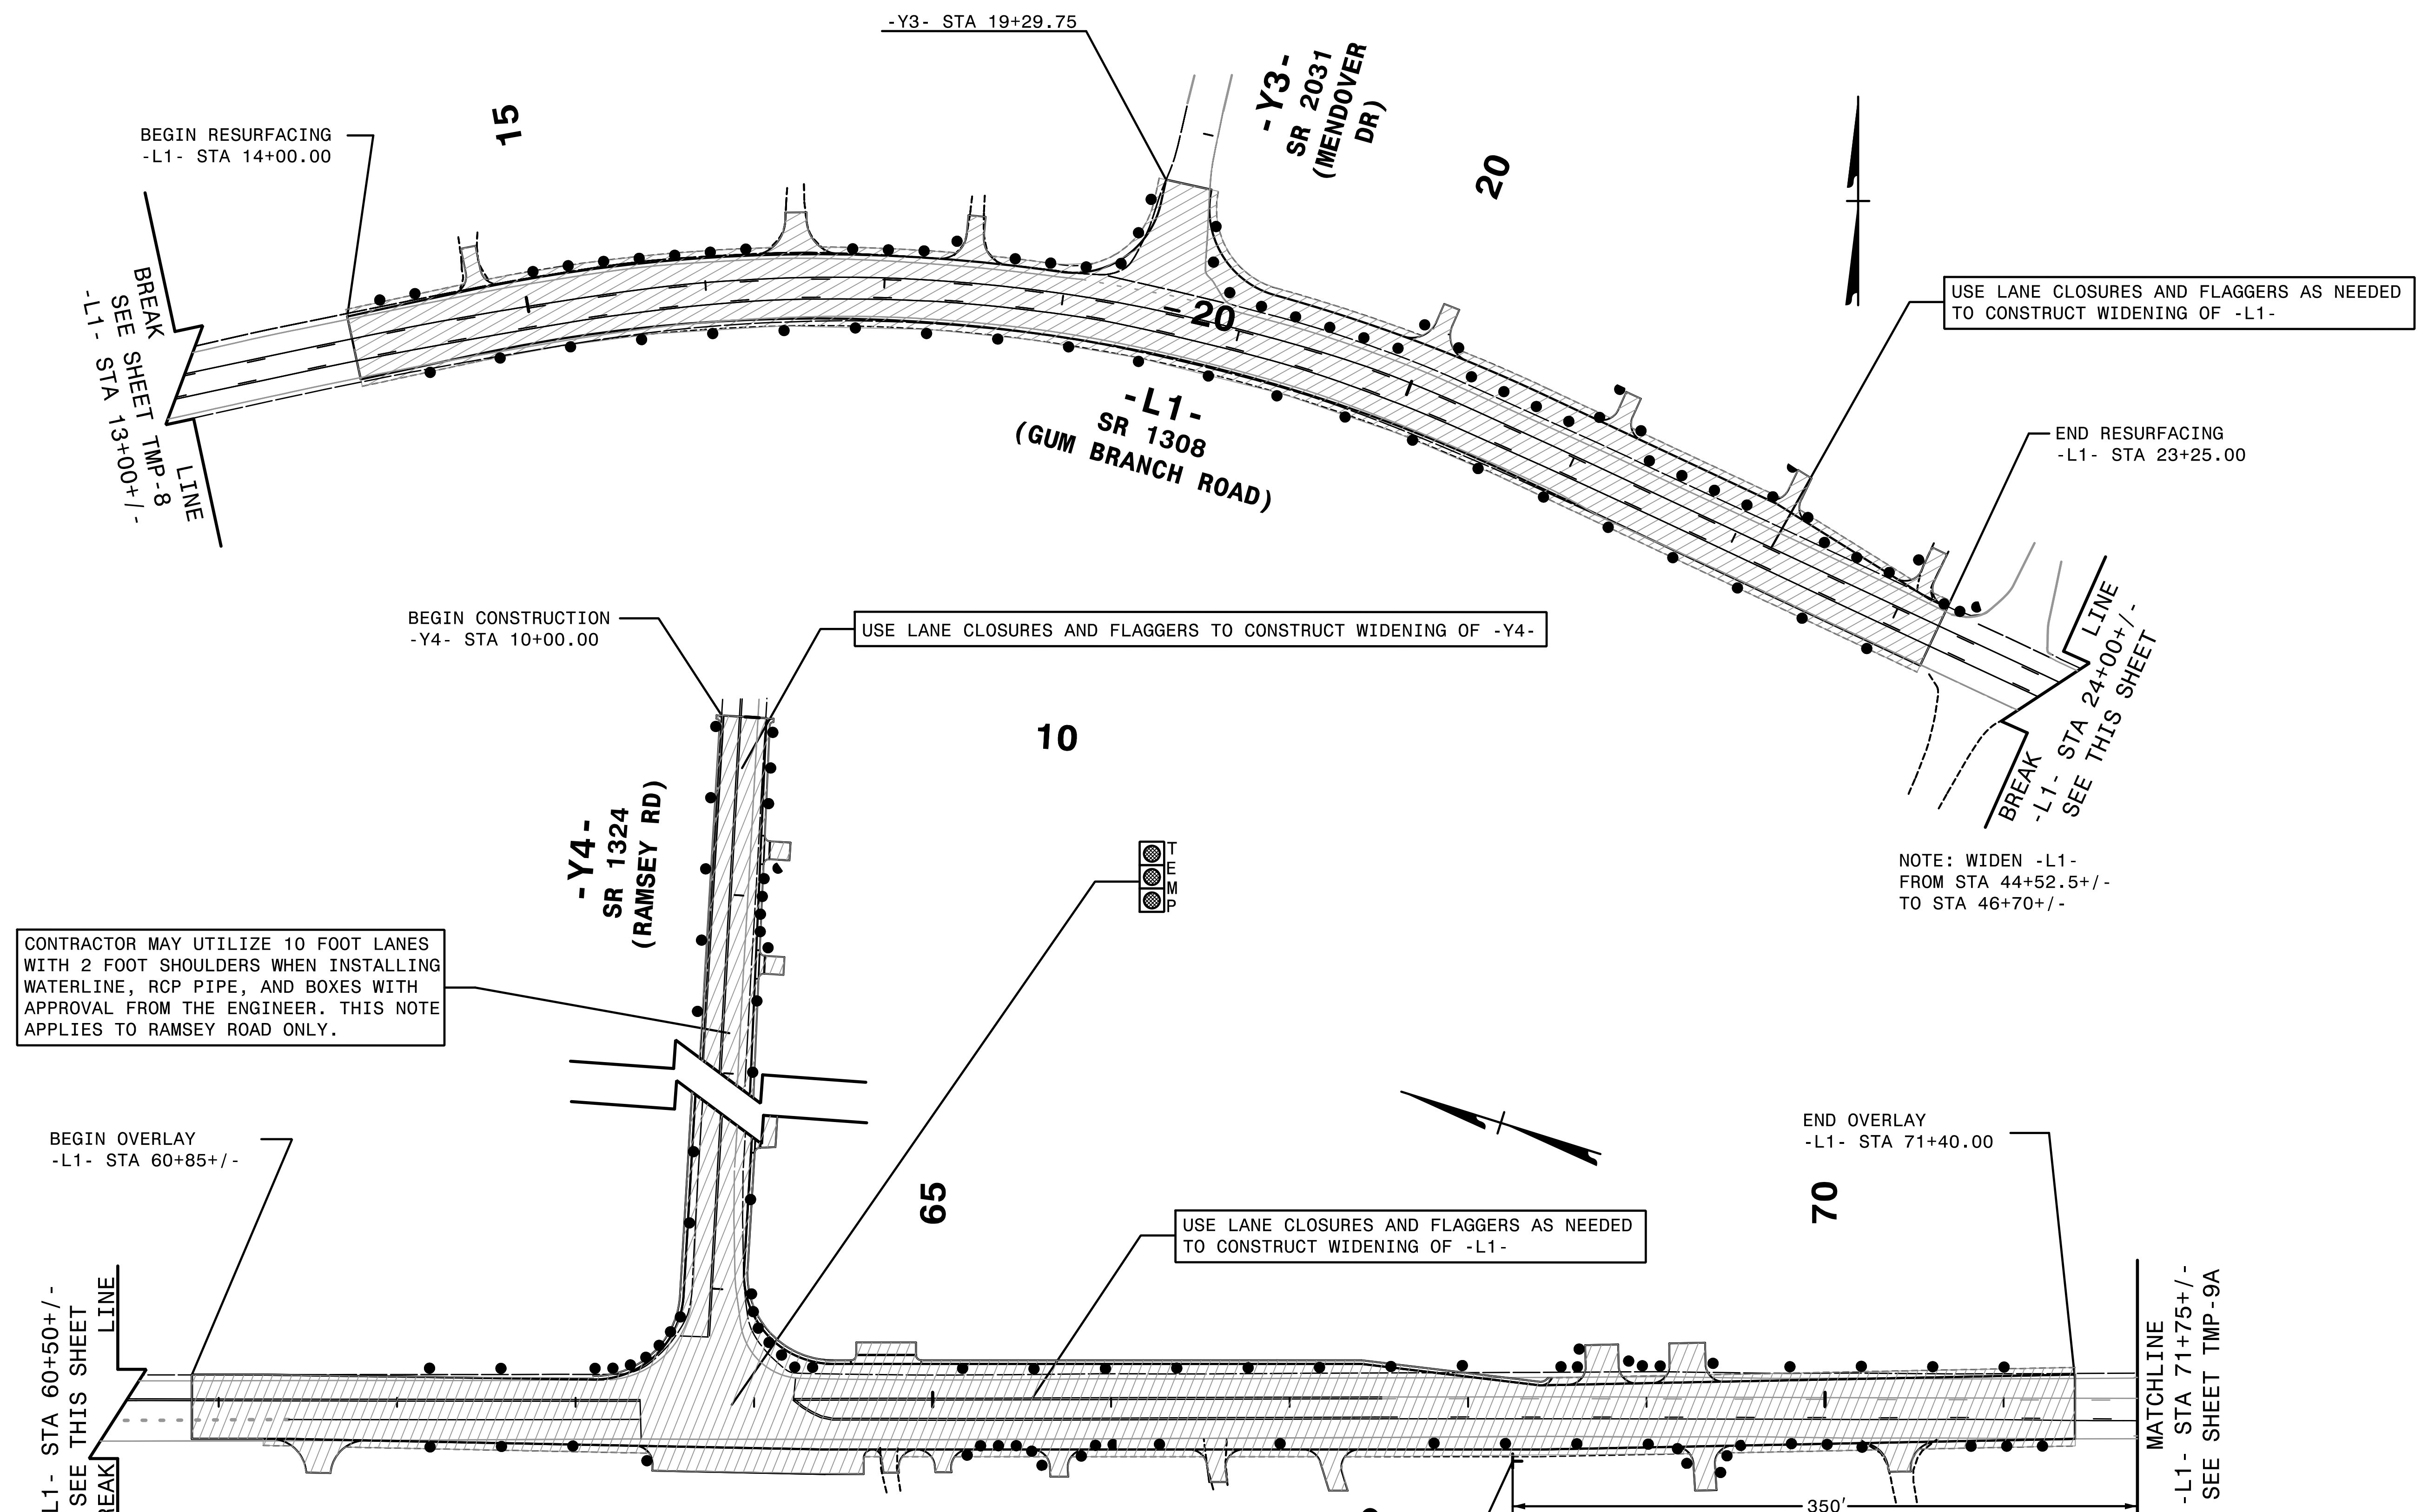 -Y3- STA 19+29.75
-Y3-
SR 2031
(MENDOVER
DR)
15
20
BEGIN RESURFACING
-L1- STA 14+00.00
BREAK LINE
SEE SHEET TMP-8
-L1- STA 13+00+/-
20
USE LANE CLOSURES AND FLAGGERS AS NEEDED
TO CONSTRUCT WIDENING OF -L1-
-L1-
SR 1308
(GUM BRANCH ROAD)
END RESURFACING
-L1- STA 23+25.00
BREAK LINE
-L1- STA 24+00+/-
SEE THIS SHEET
BEGIN CONSTRUCTION
-Y4- STA 10+00.00
USE LANE CLOSURES AND FLAGGERS TO CONSTRUCT WIDENING OF -Y4-
10
-Y4-
SR 1324
(RAMSEY RD)
TEMP
NOTE: WIDEN -L1-
FROM STA 44+52.5+/-
TO STA 46+70+/-
CONTRACTOR MAY UTILIZE 10 FOOT LANES
WITH 2 FOOT SHOULDERS WHEN INSTALLING
WATERLINE, RCP PIPE, AND BOXES WITH
APPROVAL FROM THE ENGINEER. THIS NOTE
APPLIES TO RAMSEY ROAD ONLY.
BEGIN OVERLAY
-L1- STA 60+85+/-
END OVERLAY
-L1- STA 71+40.00
65
70
USE LANE CLOSURES AND FLAGGERS AS NEEDED
TO CONSTRUCT WIDENING OF -L1-
L1- STA 60+50+/-
SEE THIS SHEET
REAK LINE
MATCHLINE
-L1- STA 71+75+/-
SEE SHEET TMP-9A
350'